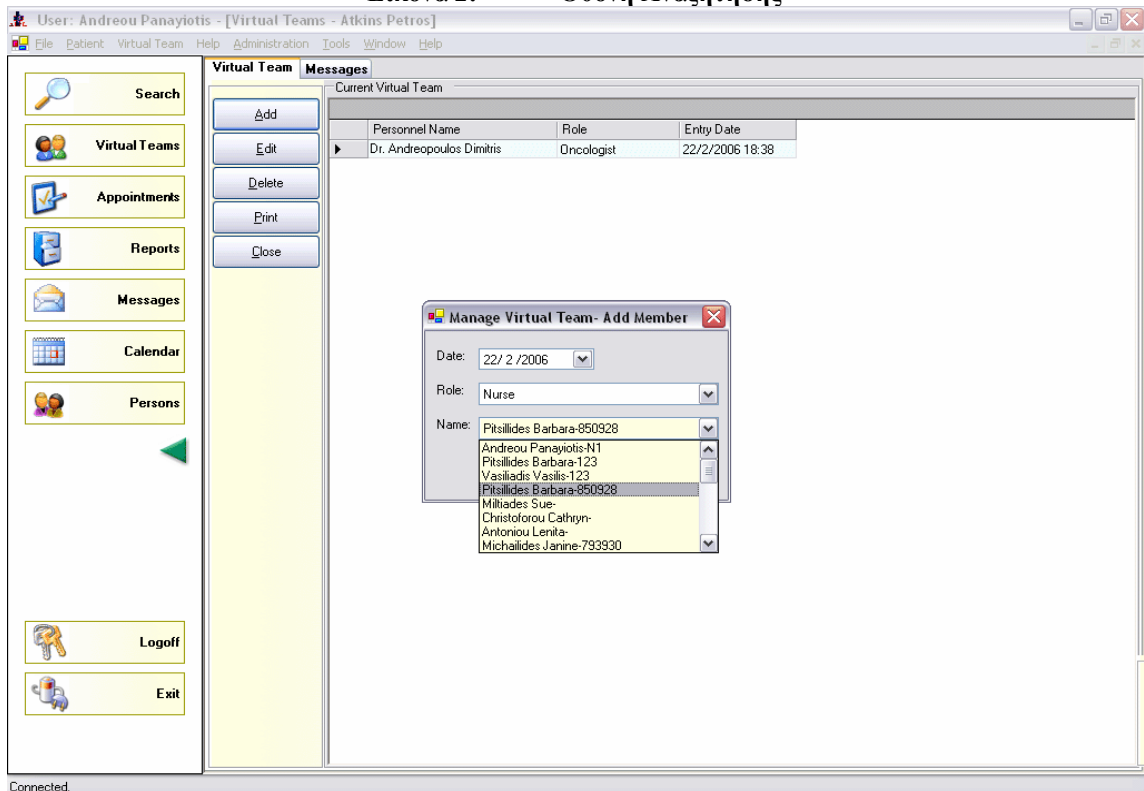 User: Andreou Panayiotis - [Virtual Teams - Atkins Petros]
File Patient Virtual Team Help Administration Tools Window Help
Search
Virtual Teams
Appointments
Reports
Messages
Calendar
Persons
Logoff
Exit
Virtual Team Messages
Add
Edit
Delete
Print
Close
Current Virtual Team
Personnel Name Role Entry Date
Dr. Andreopoulos Dimitris Oncologist 22/2/2006 18:38
Manage Virtual Team- Add Member
Date: 22/ 2 /2006
Role: Nurse
Name: Pitsillides Barbara-850928
Andreou Panayiotis-N1
Pitsillides Barbara-123
Vasiliadis Vasilis-123
Pitsillides Barbara-850928
Miltiades Sue-
Christoforou Cathryn-
Antoniou Lenita-
Michailides Janine-793930
Connected.